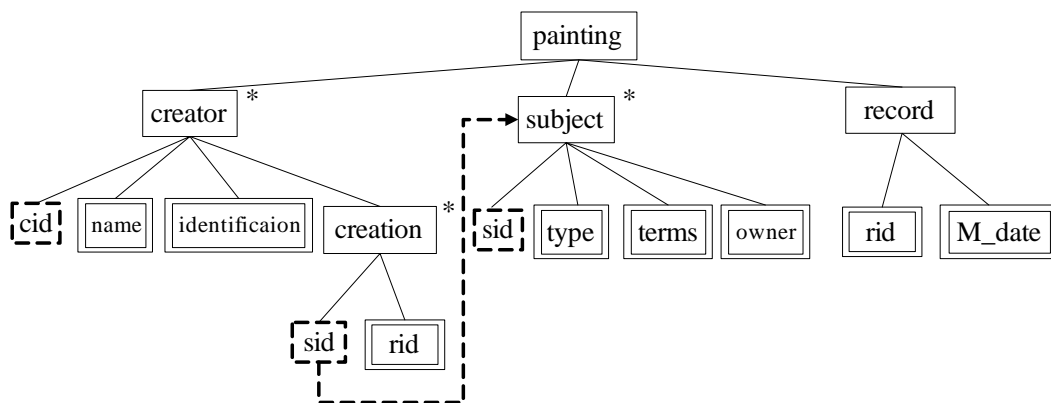 painting
creator *
subject *
record
cid
name
identificaion
creation *
sid
type
terms
owner
rid
M_date
sid
rid